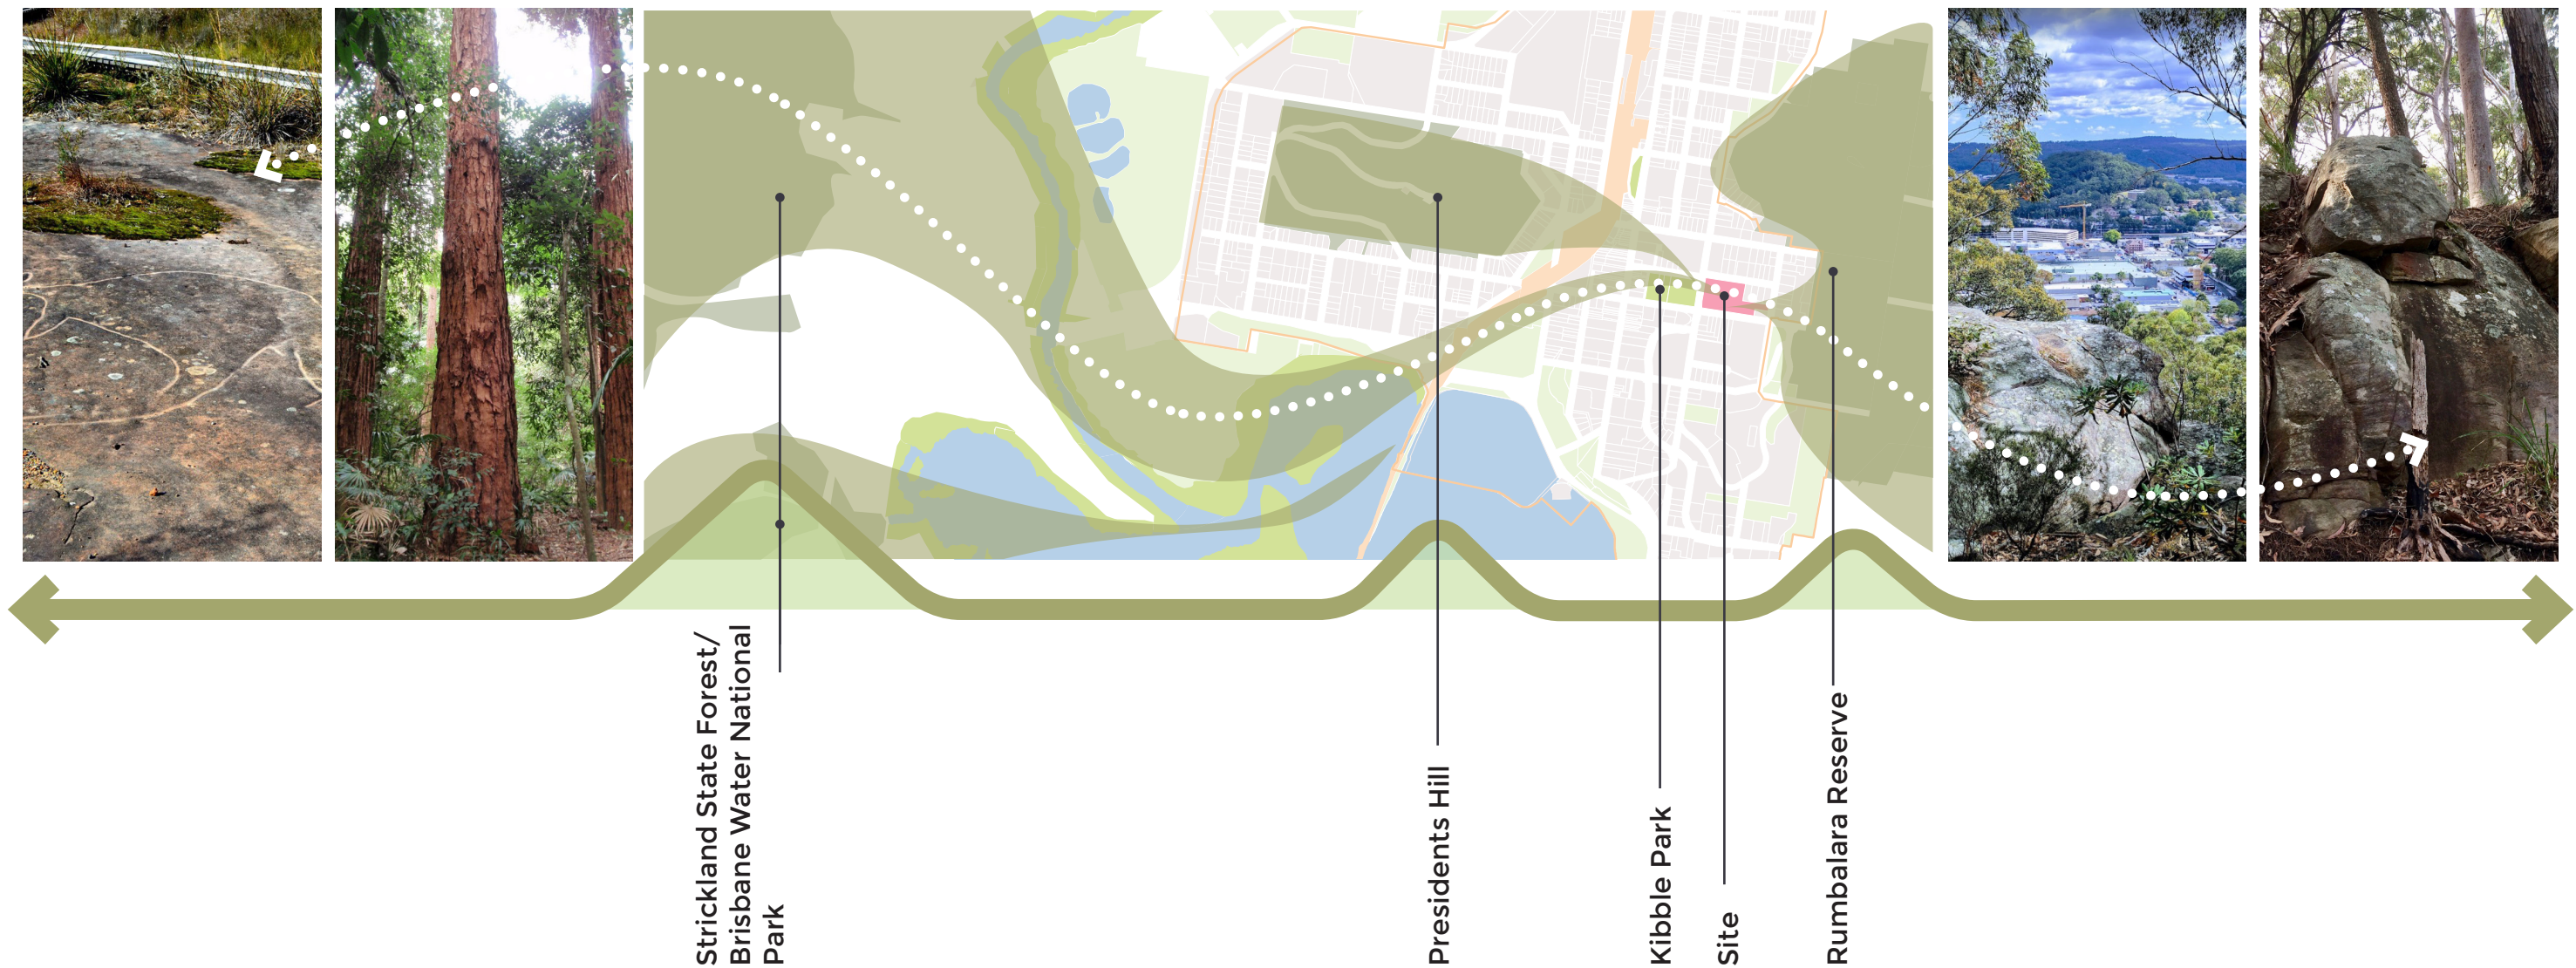 Strickland State Forest/
Brisbane Water National
Park
Presidents Hill
Kibble Park
Site
Rumbalara Reserve